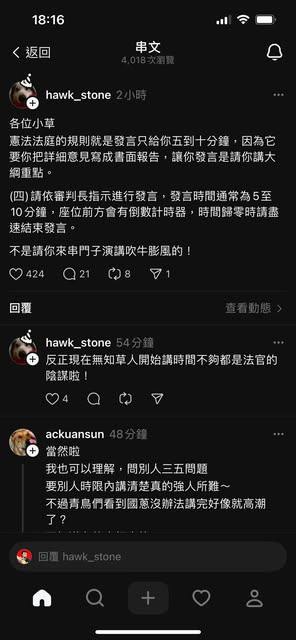 18:16
返回
串文
4,018次瀏覽
hawk_stone 2小時
各位小草
憲法法庭的規則就是發言只給你五到十分鐘，因為它
要你把詳細意見寫成書面報告，讓你發言是請你講大
綱重點。
(四)請依審判長指示進行發言，發言時間通常為5至
10分鐘，座位前方會有倒數計時器，時間歸零時請盡
速結束發言。
不是請你來串門子演講吹牛膨風的！
424 21 8 1
回覆 查看動態
hawk_stone 54分鐘
反正現在無知草人開始講時間不夠都是法官的
陰謀啦！
4
ackuansun 48分鐘
當然啦
我也可以理解，問別人三五問題
要別人時限內講清楚真的強人所難～
不過青鳥們看到國蔥沒辦法講完好像就高潮
了？
回覆 hawk_stone